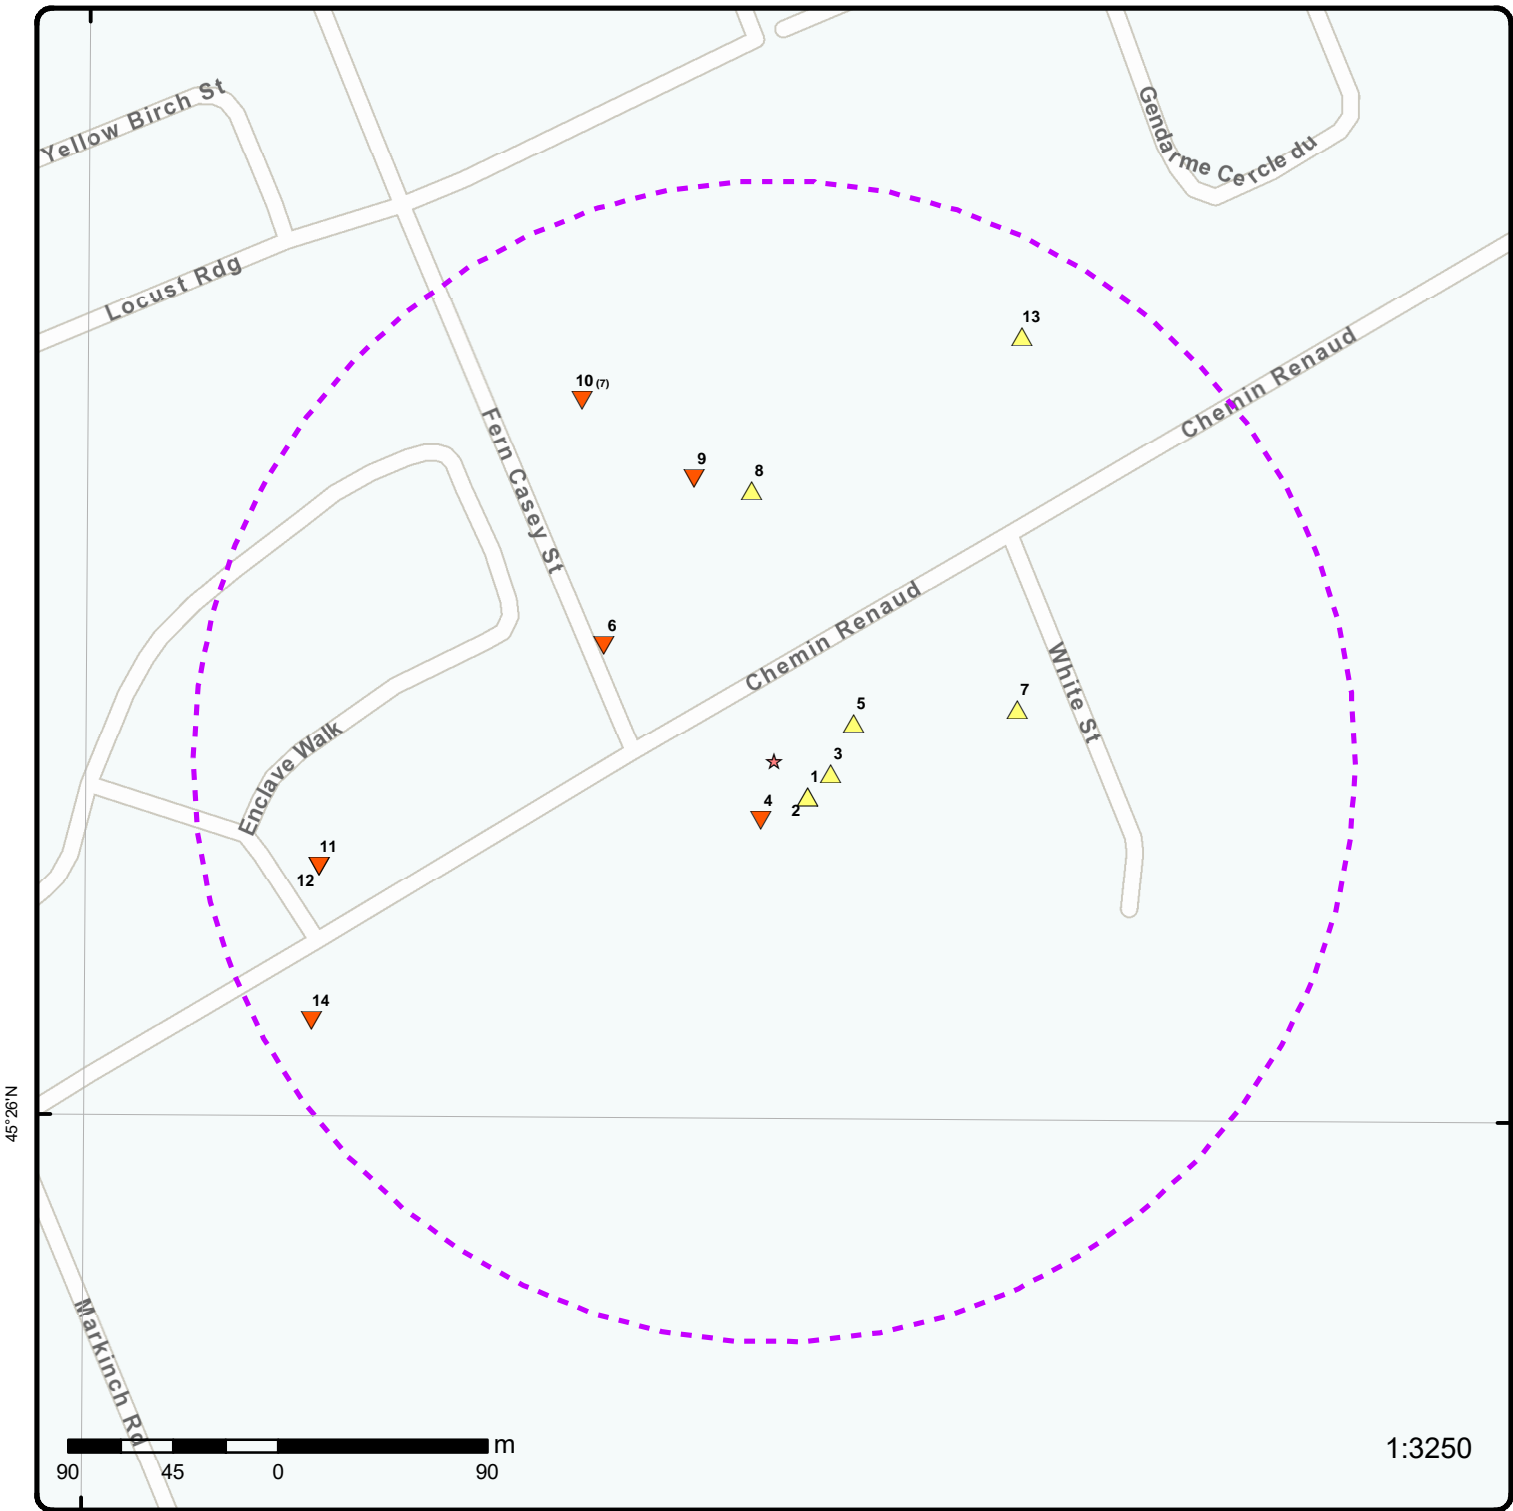 Yellow Birch St
Gendarme Cercle du
Locust Rdg
13
Chemin Renaud
10 (7)
Fern Casey St
9
8
Chemin Renaud
6
White St
7
5
Enclave Walk
3
1
4
2
11
12
14
45°26'N
Markinch Rd
m
1:3250
90 45 0 90